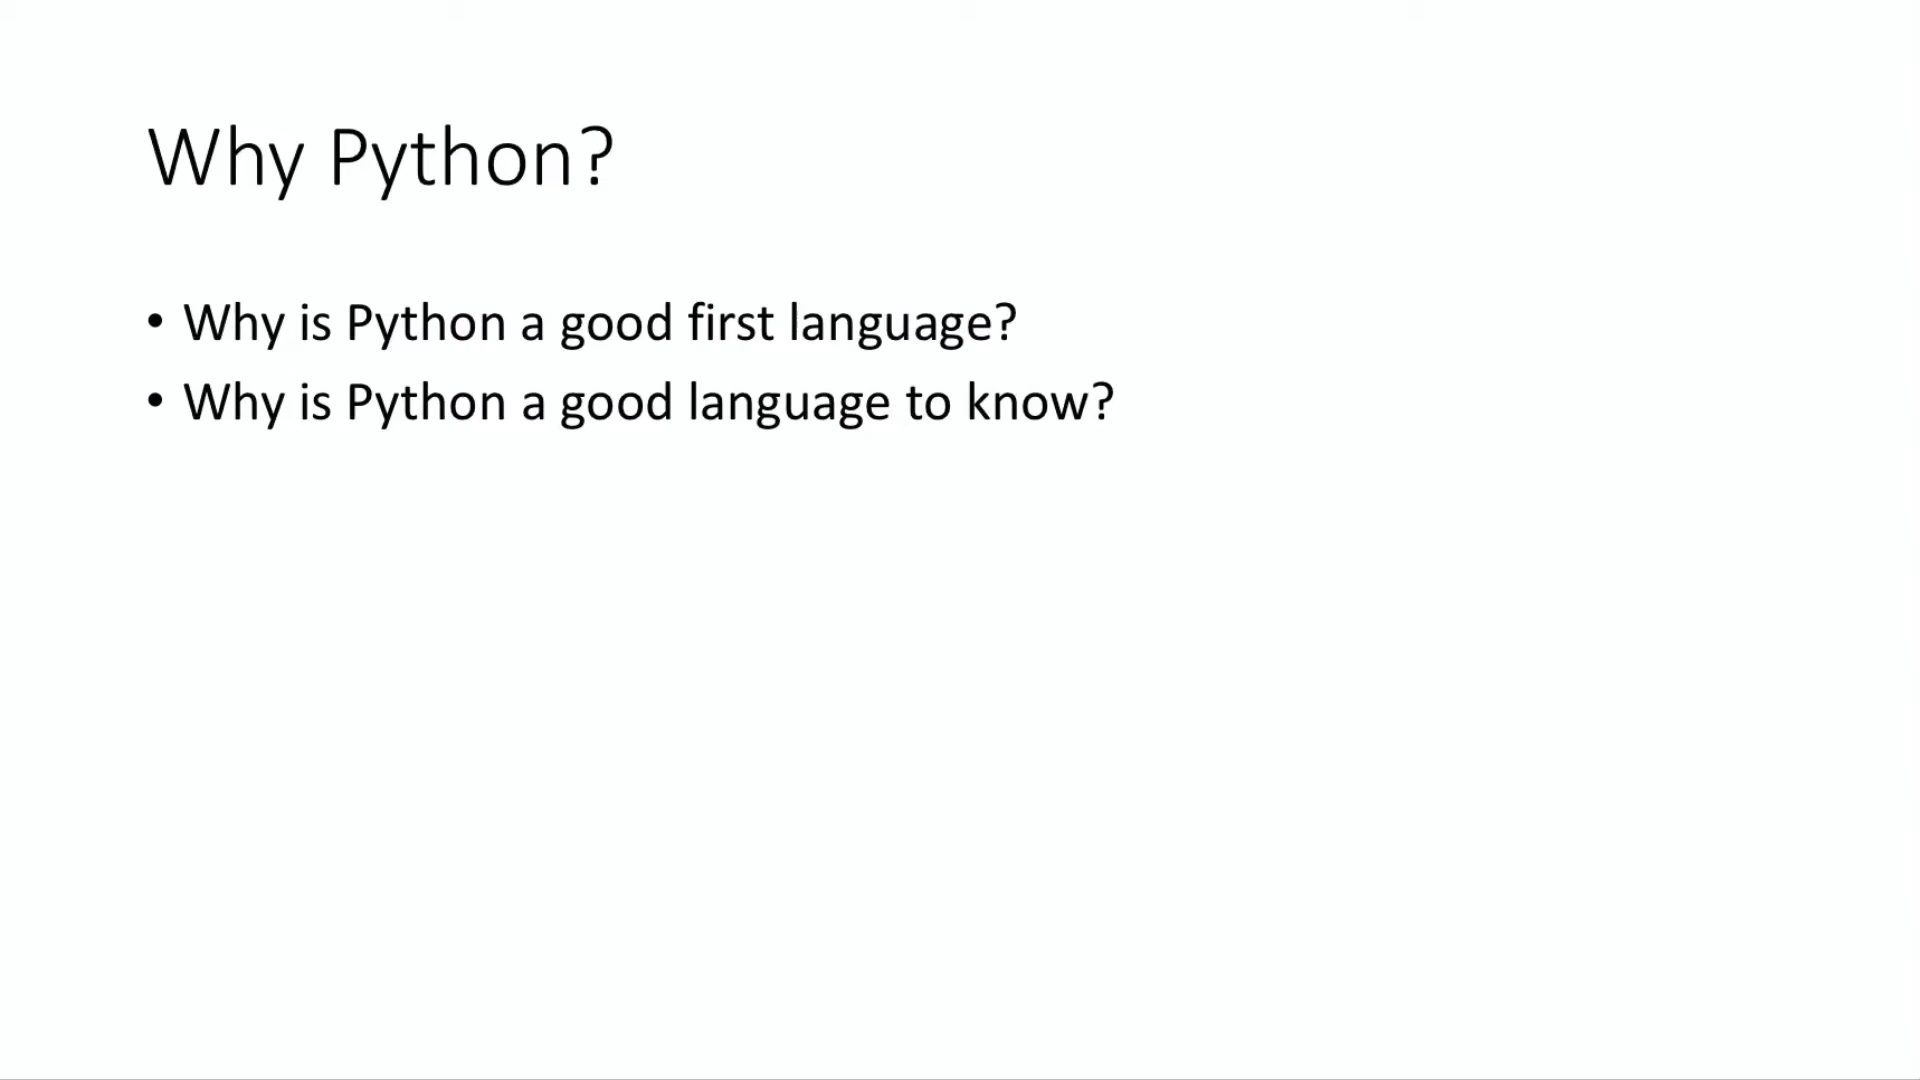 Why Python?
• Why is Python a good first language?
• Why is Python a good language to know?